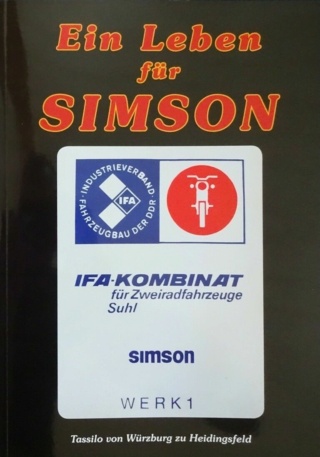 Ein Leben
für
SIMSON
INDUSTRIEVERBAND
FAHRZEUGBAU DER DDR
IFA
IFA-KOMBINAT
für Zweiradfahrzeuge
Suhl
simson
WERK 1
Tassilo von Würzburg zu Heidingsfeld